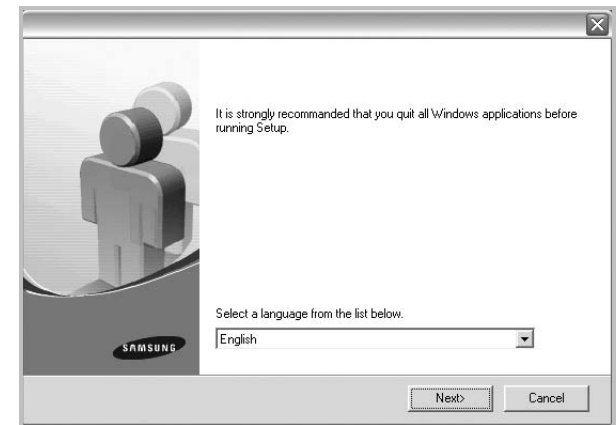 It is strongly recommanded that you quit all Windows applications before
running Setup.
Select a language from the list below.
English
SAMSUNG
Next>
Cancel